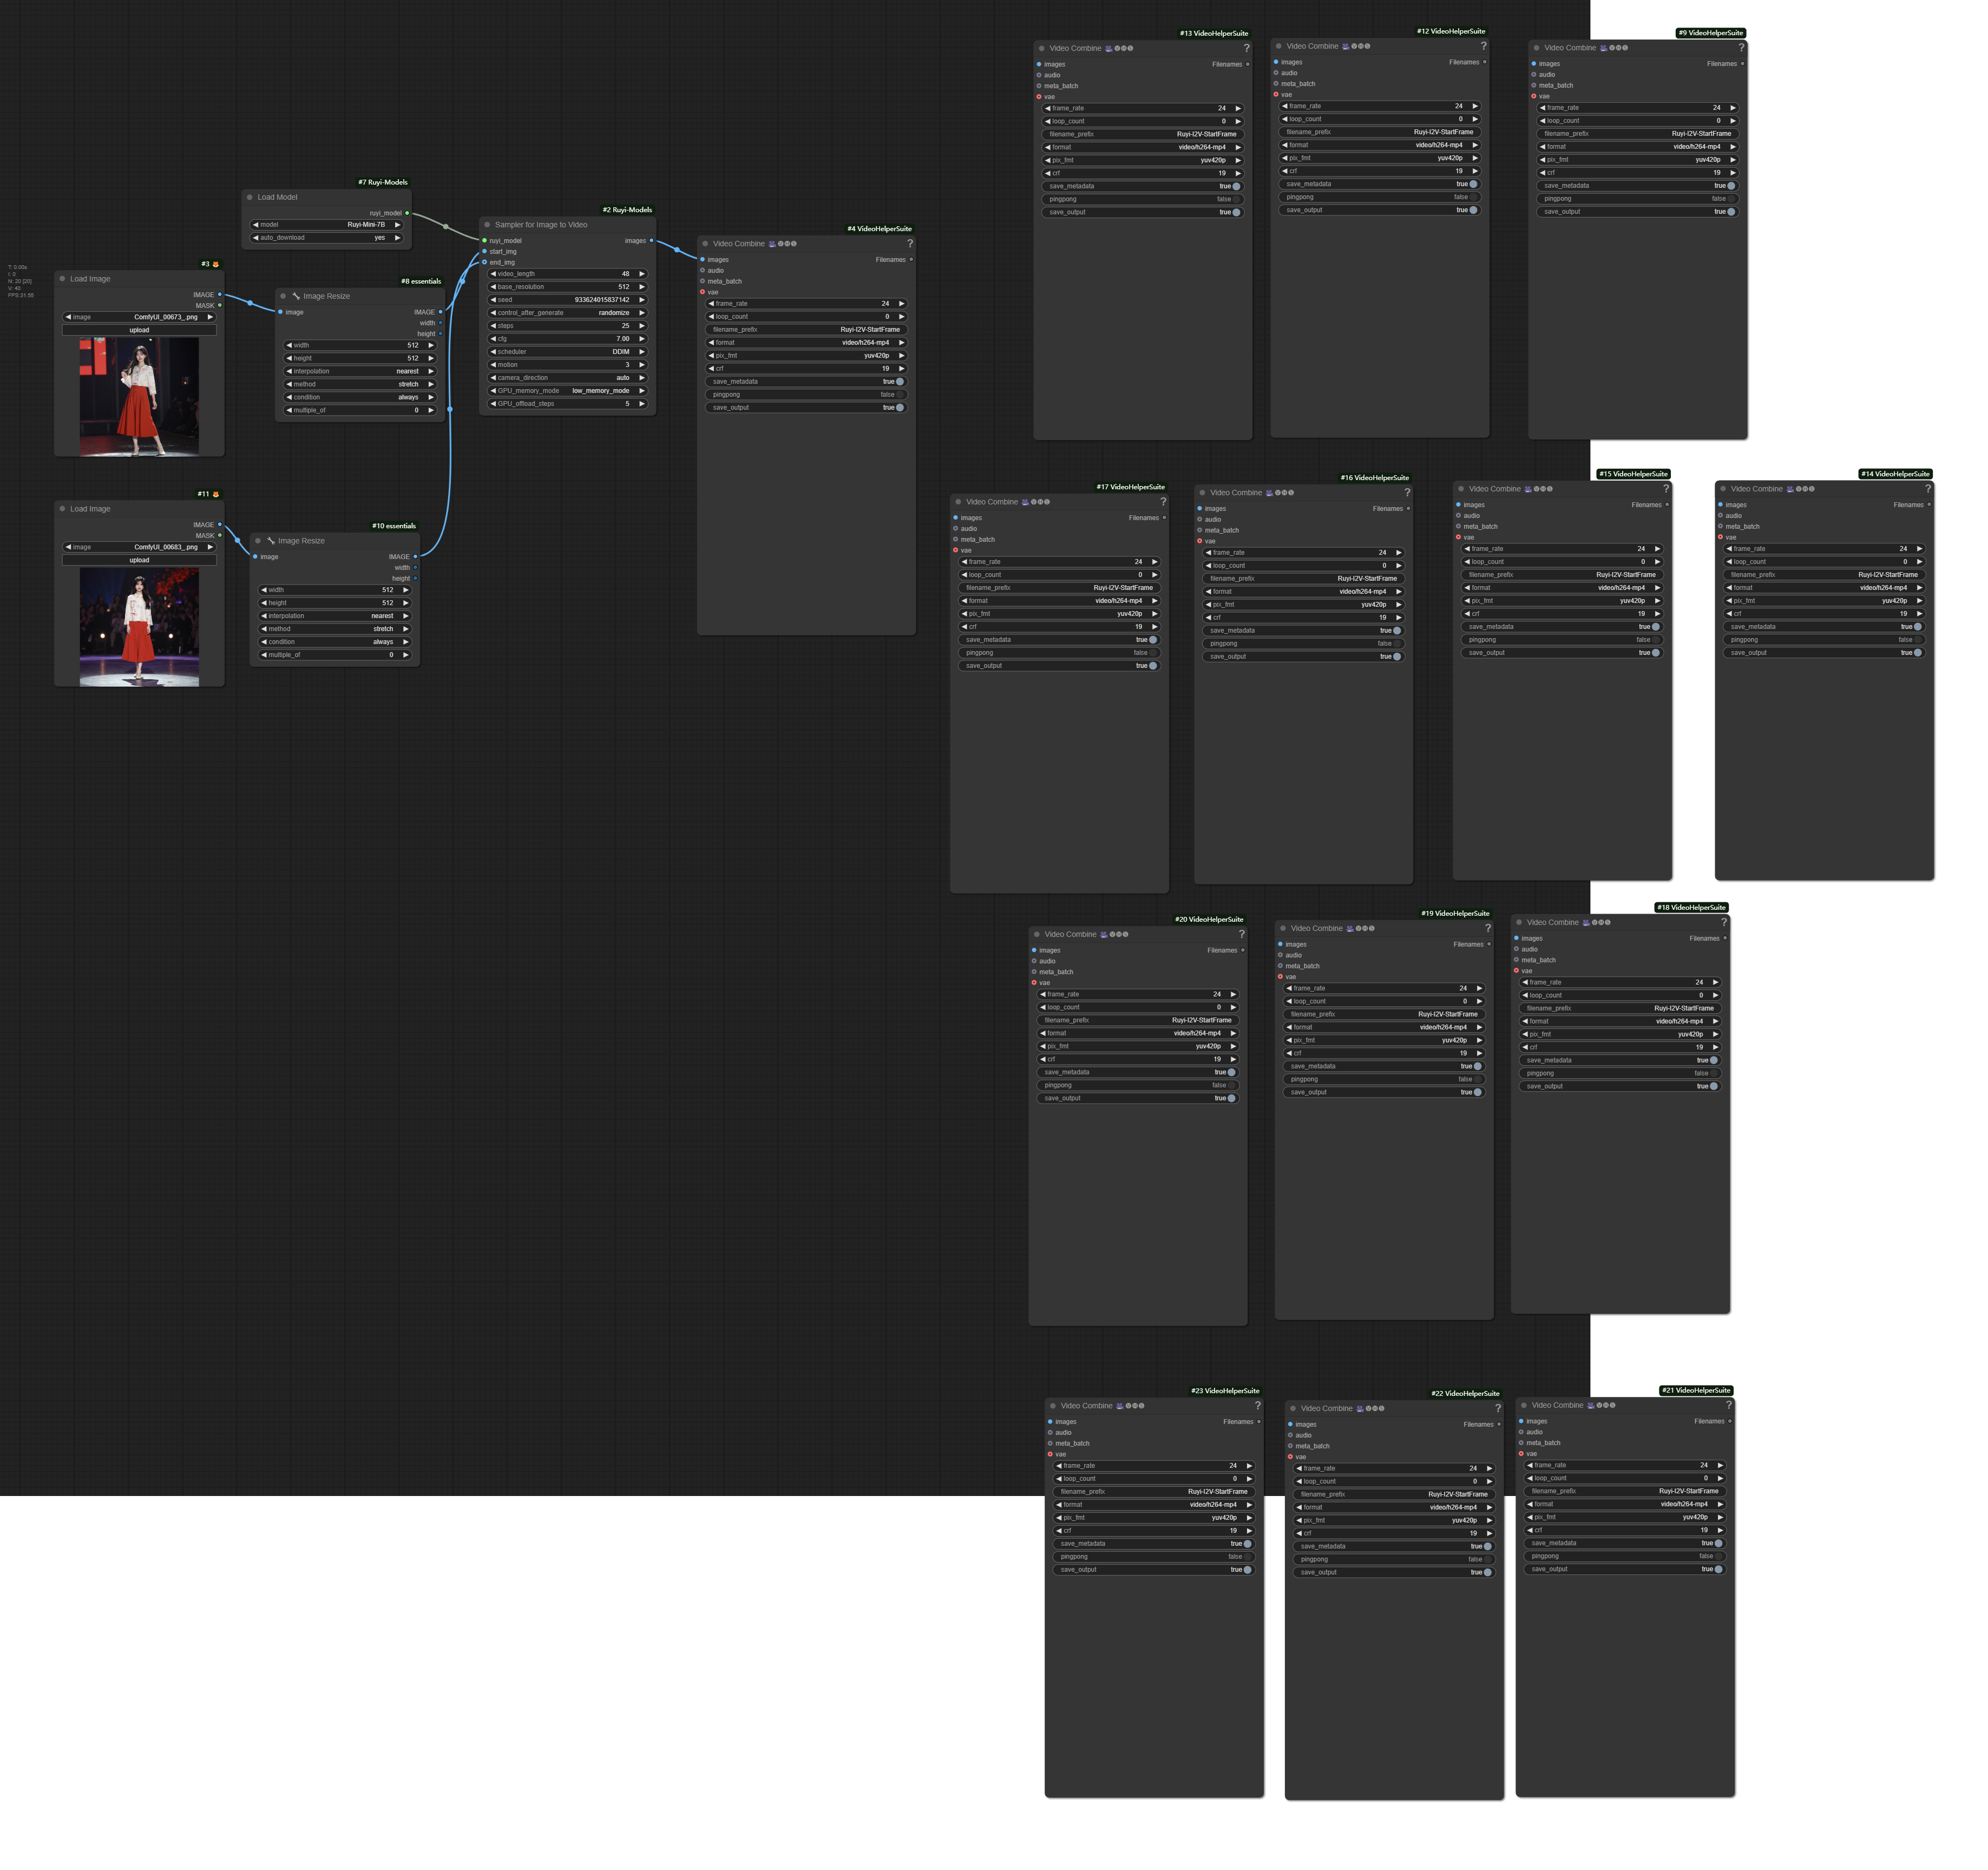 T: 0.00s
I: 0
N: 20 [20]
V: 40
FPS:31.55
#7 Ruyi-Models
Load Model
ruyi_model
model Ruyi-Mini-7B
auto_download yes
#3
Load Image
IMAGE
MASK
image ComfyUI_00673_.png
upload
#8 essentials
Image Resize
image IMAGE
width
height
width 512
height 512
interpolation nearest
method stretch
condition always
multiple_of 0
#11
Load Image
IMAGE
MASK
image ComfyUI_00683_.png
upload
#10 essentials
Image Resize
image IMAGE
width
height
width 512
height 512
interpolation nearest
method stretch
condition always
multiple_of 0
#2 Ruyi-Models
Sampler for Image to Video
ruyi_model images
start_img
end_img
video_length 48
base_resolution 512
seed 933624015837142
control_after_generate randomize
steps 25
cfg 7.00
scheduler DDIM
motion 3
camera_direction auto
GPU_memory_mode low_memory_mode
GPU_offload_steps 5
#4 VideoHelperSuite
Video Combine ?
images Filenames
audio
meta_batch
vae
frame_rate 24
loop_count 0
filename_prefix Ruyi-I2V-StartFrame
format video/h264-mp4
pix_fmt yuv420p
crf 19
save_metadata true
pingpong false
save_output true
#13 VideoHelperSuite
Video Combine ?
images Filenames
audio
meta_batch
vae
frame_rate 24
loop_count 0
filename_prefix Ruyi-I2V-StartFrame
format video/h264-mp4
pix_fmt yuv420p
crf 19
save_metadata true
pingpong false
save_output true
#12 VideoHelperSuite
Video Combine ?
images Filenames
audio
meta_batch
vae
frame_rate 24
loop_count 0
filename_prefix Ruyi-I2V-StartFrame
format video/h264-mp4
pix_fmt yuv420p
crf 19
save_metadata true
pingpong false
save_output true
#9 VideoHelperSuite
Video Combine ?
images Filenames
audio
meta_batch
vae
frame_rate 24
loop_count 0
filename_prefix Ruyi-I2V-StartFrame
format video/h264-mp4
pix_fmt yuv420p
crf 19
save_metadata true
pingpong false
save_output true
#17 VideoHelperSuite
Video Combine ?
images Filenames
audio
meta_batch
vae
frame_rate 24
loop_count 0
filename_prefix Ruyi-I2V-StartFrame
format video/h264-mp4
pix_fmt yuv420p
crf 19
save_metadata true
pingpong false
save_output true
#16 VideoHelperSuite
Video Combine ?
images Filenames
audio
meta_batch
vae
frame_rate 24
loop_count 0
filename_prefix Ruyi-I2V-StartFrame
format video/h264-mp4
pix_fmt yuv420p
crf 19
save_metadata true
pingpong false
save_output true
#15 VideoHelperSuite
Video Combine ?
images Filenames
audio
meta_batch
vae
frame_rate 24
loop_count 0
filename_prefix Ruyi-I2V-StartFrame
format video/h264-mp4
pix_fmt yuv420p
crf 19
save_metadata true
pingpong false
save_output true
#14 VideoHelperSuite
Video Combine ?
images Filenames
audio
meta_batch
vae
frame_rate 24
loop_count 0
filename_prefix Ruyi-I2V-StartFrame
format video/h264-mp4
pix_fmt yuv420p
crf 19
save_metadata true
pingpong false
save_output true
#20 VideoHelperSuite
Video Combine ?
images Filenames
audio
meta_batch
vae
frame_rate 24
loop_count 0
filename_prefix Ruyi-I2V-StartFrame
format video/h264-mp4
pix_fmt yuv420p
crf 19
save_metadata true
pingpong false
save_output true
#19 VideoHelperSuite
Video Combine ?
images Filenames
audio
meta_batch
vae
frame_rate 24
loop_count 0
filename_prefix Ruyi-I2V-StartFrame
format video/h264-mp4
pix_fmt yuv420p
crf 19
save_metadata true
pingpong false
save_output true
#18 VideoHelperSuite
Video Combine ?
images Filenames
audio
meta_batch
vae
frame_rate 24
loop_count 0
filename_prefix Ruyi-I2V-StartFrame
format video/h264-mp4
pix_fmt yuv420p
crf 19
save_metadata true
pingpong false
save_output true
#23 VideoHelperSuite
Video Combine ?
images Filenames
audio
meta_batch
vae
frame_rate 24
loop_count 0
filename_prefix Ruyi-I2V-StartFrame
format video/h264-mp4
pix_fmt yuv420p
crf 19
save_metadata true
pingpong false
save_output true
#22 VideoHelperSuite
Video Combine ?
images Filenames
audio
meta_batch
vae
frame_rate 24
loop_count 0
filename_prefix Ruyi-I2V-StartFrame
format video/h264-mp4
pix_fmt yuv420p
crf 19
save_metadata true
pingpong false
save_output true
#21 VideoHelperSuite
Video Combine ?
images Filenames
audio
meta_batch
vae
frame_rate 24
loop_count 0
filename_prefix Ruyi-I2V-StartFrame
format video/h264-mp4
pix_fmt yuv420p
crf 19
save_metadata true
pingpong false
save_output true